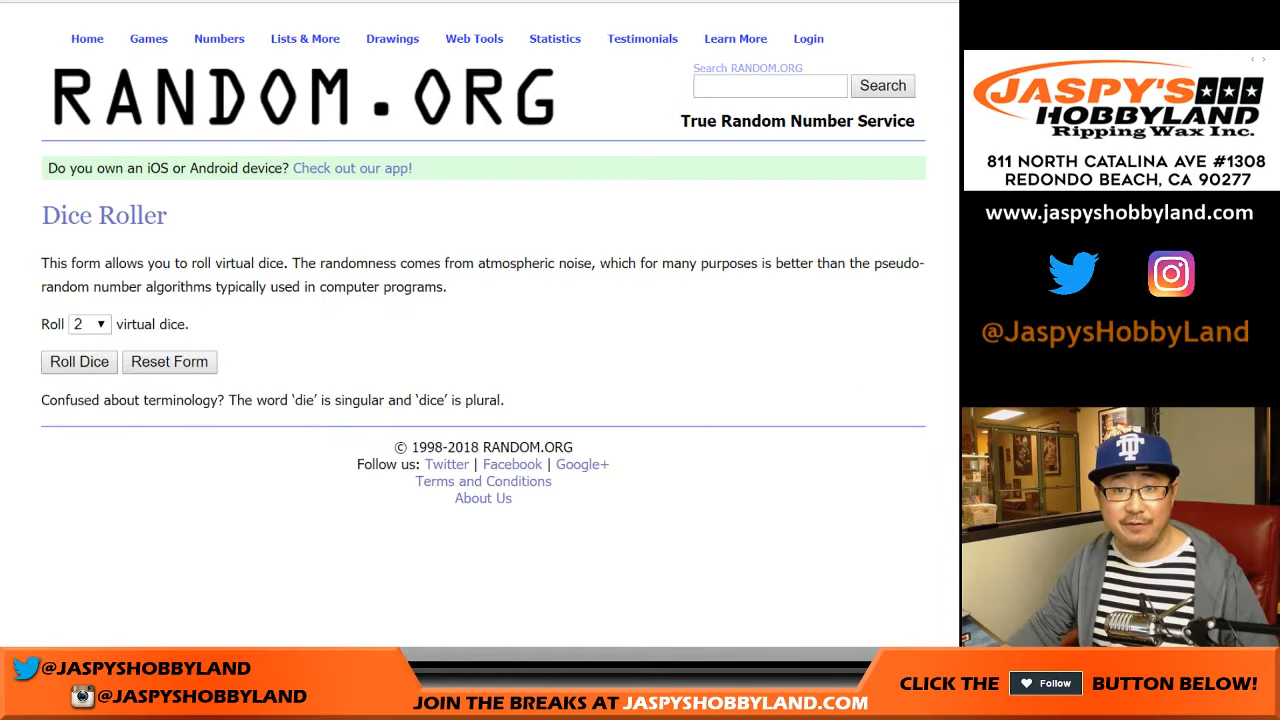 Home Games Numbers Lists & More Drawings Web Tools Statistics Testimonials Learn More Login
RANDOM.ORG
Search RANDOM.ORG
Search
True Random Number Service
Do you own an iOS or Android device? Check out our app!
Dice Roller
This form allows you to roll virtual dice. The randomness comes from atmospheric noise, which for many purposes is better than the pseudo-
random number algorithms typically used in computer programs.
Roll 2 virtual dice.
Roll Dice Reset Form
Confused about terminology? The word ‘die’ is singular and ‘dice’ is plural.
© 1998-2018 RANDOM.ORG
Follow us: Twitter | Facebook | Google+
Terms and Conditions
About Us
JASPY'S
HOBBYLAND
Ripping Wax Inc.
811 NORTH CATALINA AVE #1308
REDONDO BEACH, CA 90277
www.jaspyshobbyland.com
@JaspysHobbyLand
@JASPYSHOBBYLAND
@JASPYSHOBBYLAND
JOIN THE BREAKS AT JASPYSHOBBYLAND.COM
CLICK THE Follow BUTTON BELOW!